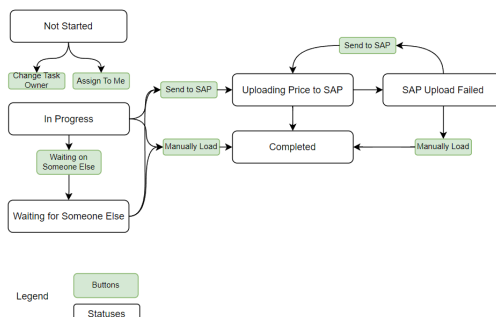 Not Started
Change Task
Owner
Assign To Me
Send to SAP
Send to SAP
Uploading Price to SAP
SAP Upload Failed
In Progress
Waiting on
Someone Else
Manually Load
Completed
Manually Load
Waiting for Someone Else
Legend
Buttons
Statuses